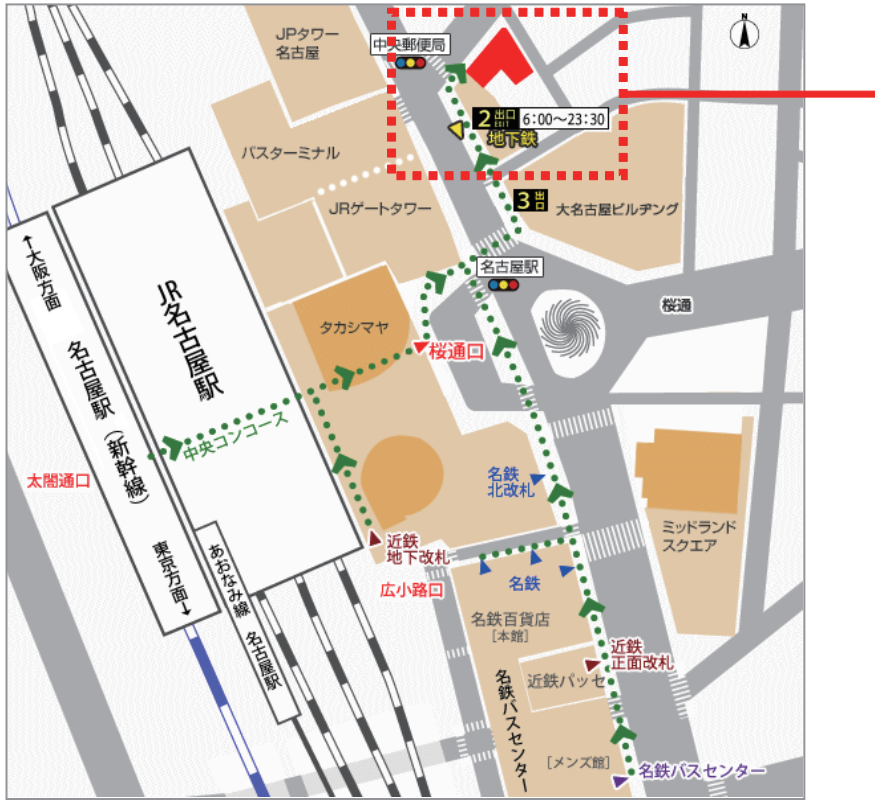 JPタワー
名古屋
中央郵便局
N
2 出口 EXIT 6:00～23:30
地下鉄
バスターミナル
JRゲートタワー
3 出口
大名古屋ビルヂング
名古屋駅
桜通
タカシマヤ
桜通口
↑大阪方面
名古屋駅(新幹線)
東京方面↓
JR名古屋駅
中央コンコース
太閤通口
あおなみ線 名古屋駅
近鉄
地下改札
広小路口
名鉄
北改札
名鉄
ミッドランド
スクエア
名鉄百貨店
[本館]
近鉄
正面改札
近鉄パッセ
名鉄バスセンター
[メンズ館]
名鉄バスセンター